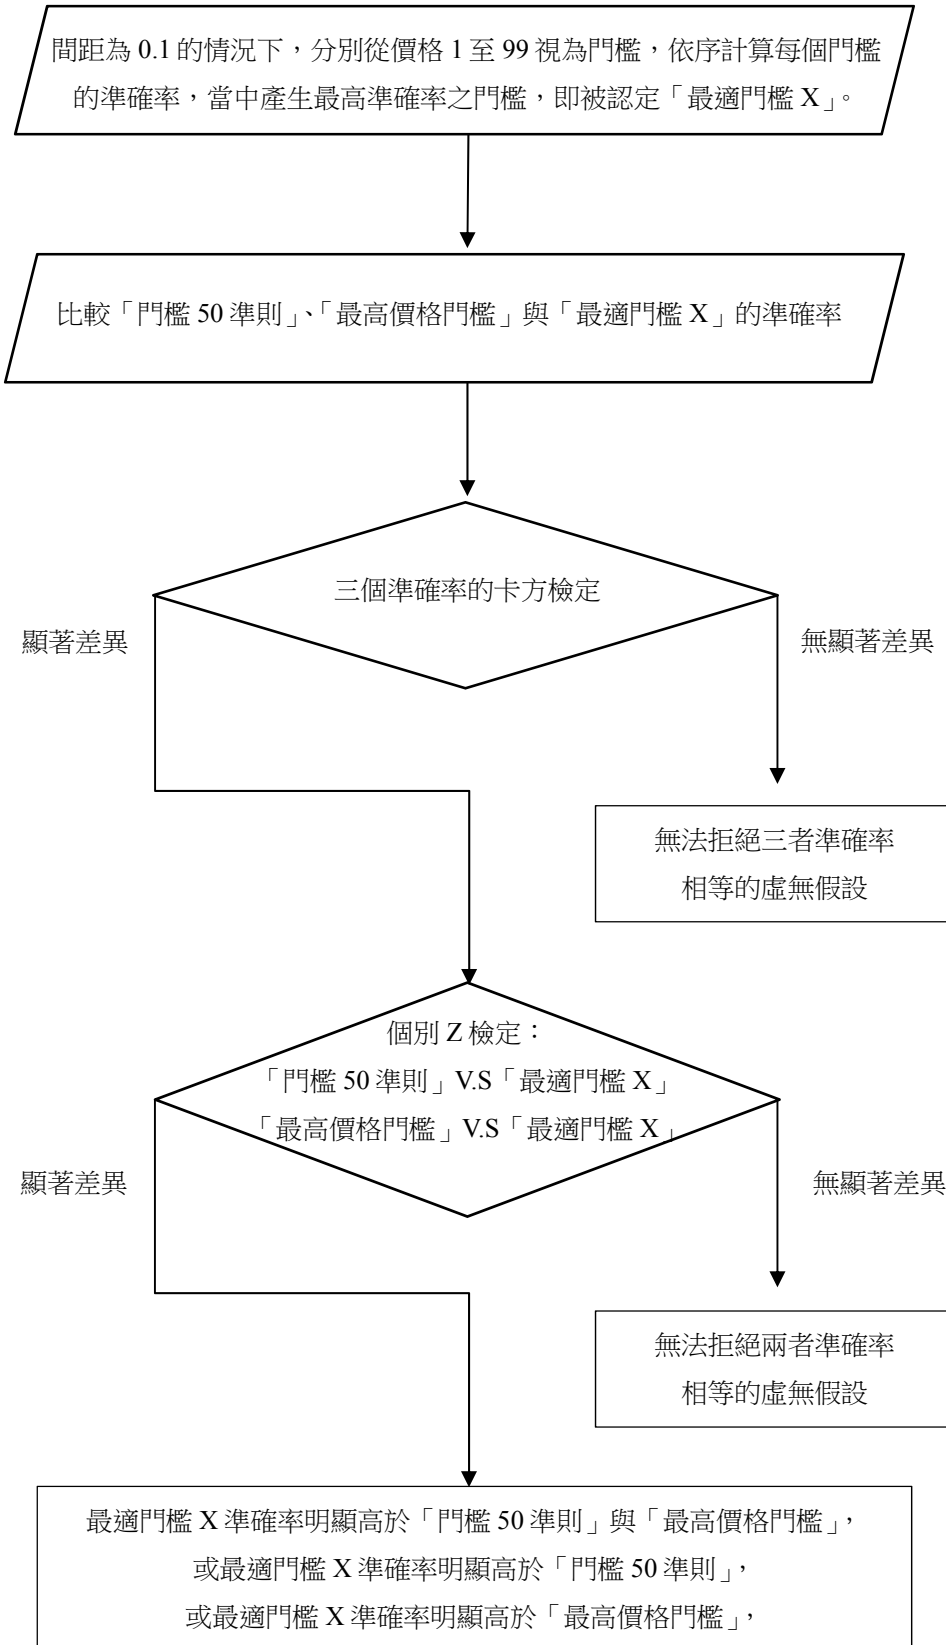 間距為 0.1 的情況下，分別從價格 1 至 99 視為門檻，依序計算每個門檻
的準確率，當中產生最高準確率之門檻，即被認定「最適門檻 X」。
比較「門檻 50 準則」、「最高價格門檻」與「最適門檻 X」的準確率
三個準確率的卡方檢定
顯著差異
無顯著差異
無法拒絕三者準確率
相等的虛無假設
個別 Z 檢定：
「門檻 50 準則」V.S「最適門檻 X」
「最高價格門檻」V.S「最適門檻 X」
顯著差異
無顯著差異
無法拒絕兩者準確率
相等的虛無假設
最適門檻 X 準確率明顯高於「門檻 50 準則」與「最高價格門檻」，
或最適門檻 X 準確率明顯高於「門檻 50 準則」，
或最適門檻 X 準確率明顯高於「最高價格門檻」，